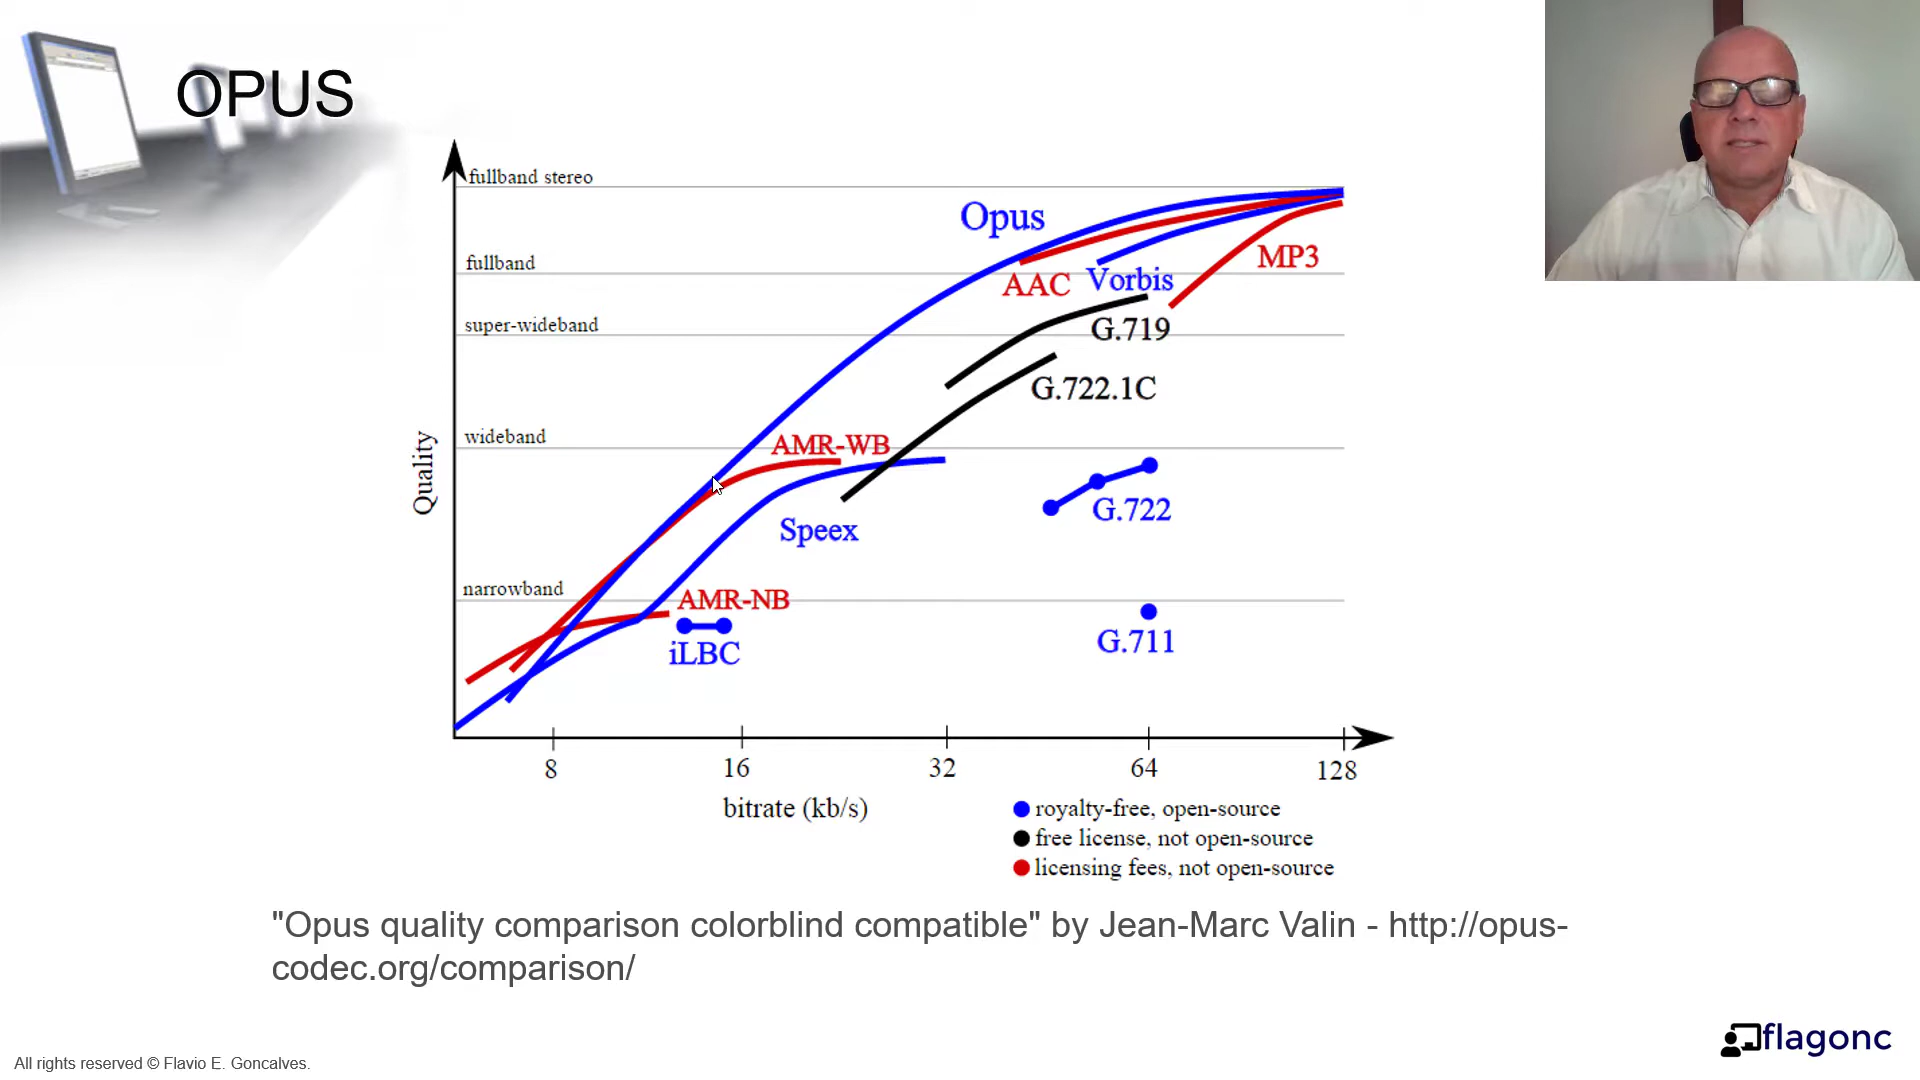 OPUS
fullband stereo
Opus
fullband
MP3
AAC
Vorbis
super-wideband
G.719
G.722.1C
wideband
AMR-WB
Quality
G.722
Speex
narrowband
AMR-NB
iLBC
G.711
8
16
32
64
128
bitrate (kb/s)
royalty-free, open-source
free license, not open-source
licensing fees, not open-source
"Opus quality comparison colorblind compatible" by Jean-Marc Valin - http://opus-
codec.org/comparison/
flagonc
All rights reserved © Flavio E. Goncalves.